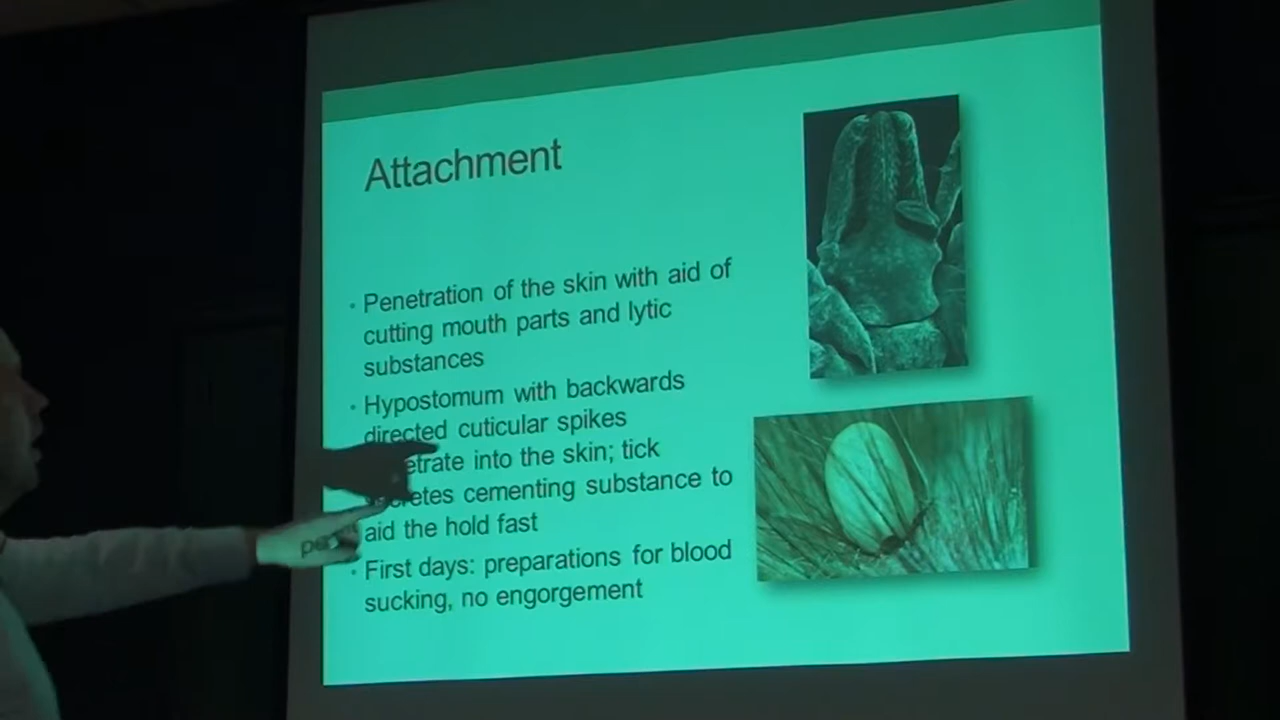 Attachment
• Penetration of the skin with aid of
cutting mouth parts and lytic
substances
• Hypostomum with backwards
directed cuticular spikes
etrate into the skin; tick
etes cementing substance to
aid the hold fast
• First days: preparations for blood
sucking, no engorgement